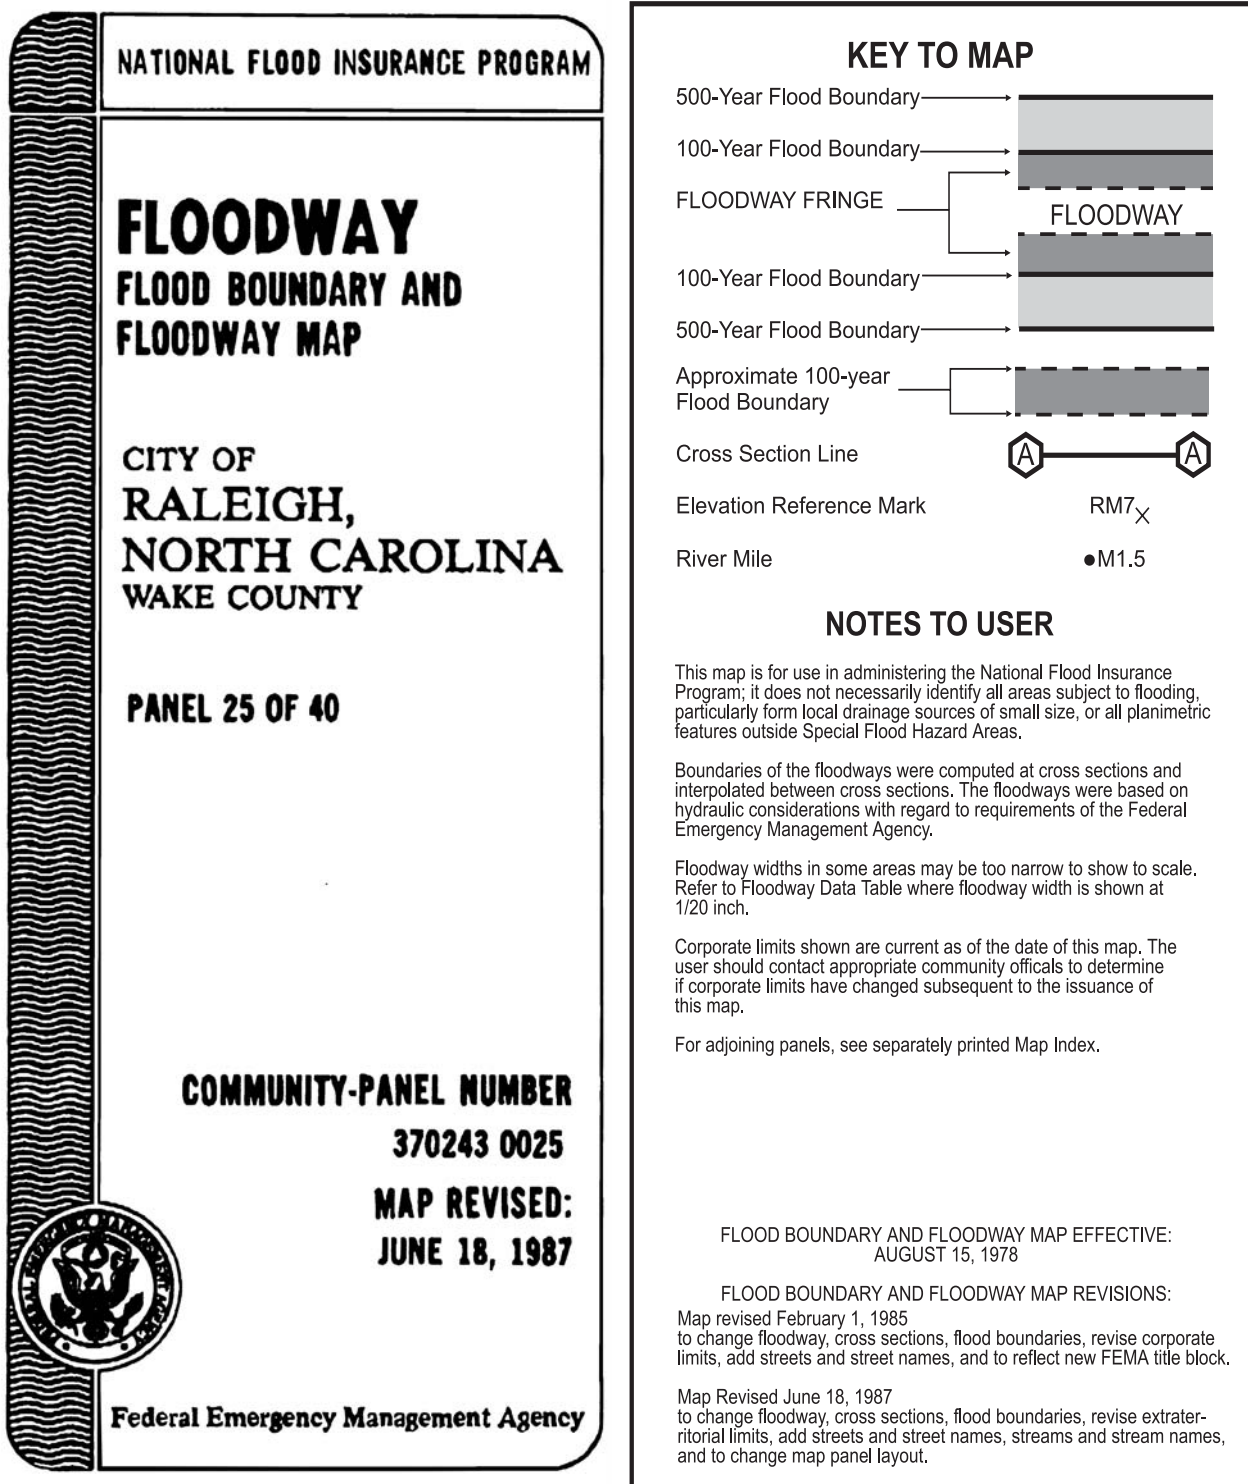 NATIONAL FLOOD INSURANCE PROGRAM
FLOODWAY
FLOOD BOUNDARY AND
FLOODWAY MAP
CITY OF
RALEIGH,
NORTH CAROLINA
WAKE COUNTY
PANEL 25 OF 40
COMMUNITY-PANEL NUMBER
370243 0025
MAP REVISED:
JUNE 18, 1987
FEDERAL EMERGENCY MANAGEMENT AGENCY
Federal Emergency Management Agency
KEY TO MAP
500-Year Flood Boundary
100-Year Flood Boundary
FLOODWAY FRINGE
FLOODWAY
100-Year Flood Boundary
500-Year Flood Boundary
Approximate 100-year
Flood Boundary
Cross Section Line
A A
Elevation Reference Mark RM7
River Mile M1.5
NOTES TO USER
This map is for use in administering the National Flood Insurance
Program; it does not necessarily identify all areas subject to flooding,
particularly form local drainage sources of small size, or all planimetric
features outside Special Flood Hazard Areas.
Boundaries of the floodways were computed at cross sections and
interpolated between cross sections. The floodways were based on
hydraulic considerations with regard to requirements of the Federal
Emergency Management Agency.
Floodway widths in some areas may be too narrow to show to scale.
Refer to Floodway Data Table where floodway width is shown at
1/20 inch.
Corporate limits shown are current as of the date of this map. The
user should contact appropriate community officals to determine
if corporate limits have changed subsequent to the issuance of
this map.
For adjoining panels, see separately printed Map Index.
FLOOD BOUNDARY AND FLOODWAY MAP EFFECTIVE:
AUGUST 15, 1978
FLOOD BOUNDARY AND FLOODWAY MAP REVISIONS:
Map revised February 1, 1985
to change floodway, cross sections, flood boundaries, revise corporate
limits, add streets and street names, and to reflect new FEMA title block.
Map Revised June 18, 1987
to change floodway, cross sections, flood boundaries, revise extrater-
ritorial limits, add streets and street names, streams and stream names,
and to change map panel layout.